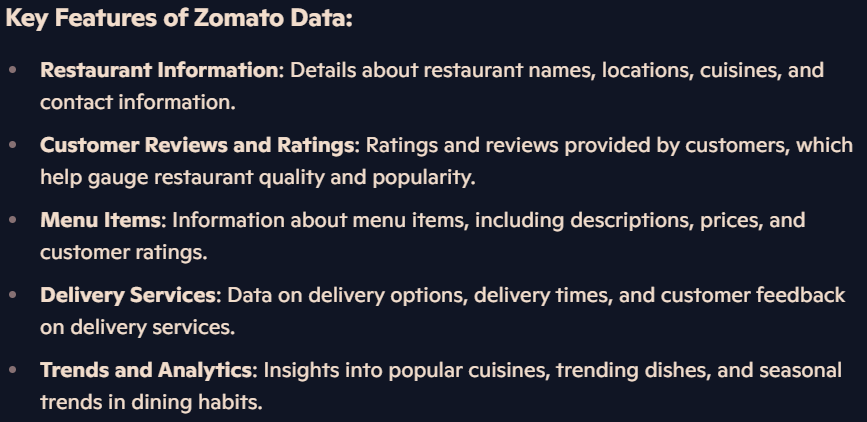 Key Features of Zomato Data:
• Restaurant Information: Details about restaurant names, locations, cuisines, and
contact information.
• Customer Reviews and Ratings: Ratings and reviews provided by customers, which
help gauge restaurant quality and popularity.
• Menu Items: Information about menu items, including descriptions, prices, and
customer ratings.
• Delivery Services: Data on delivery options, delivery times, and customer feedback
on delivery services.
• Trends and Analytics: Insights into popular cuisines, trending dishes, and seasonal
trends in dining habits.